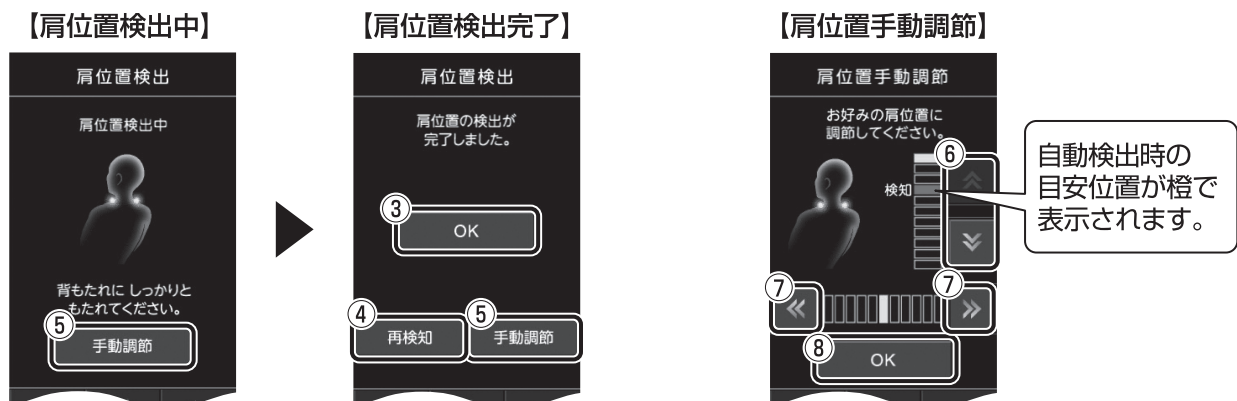 【肩位置検出中】
肩位置検出
肩位置検出中
背もたれに しっかりと
もたれてください。
⑤
手動調節
【肩位置検出完了】
肩位置検出
肩位置の検出が
完了しました。
③
OK
④
再検知
⑤
手動調節
【肩位置手動調節】
肩位置手動調節
お好みの肩位置に
調節してください。
⑥
検知
⑦
⑦
⑧
OK
自動検出時の
目安位置が橙で
表示されます。